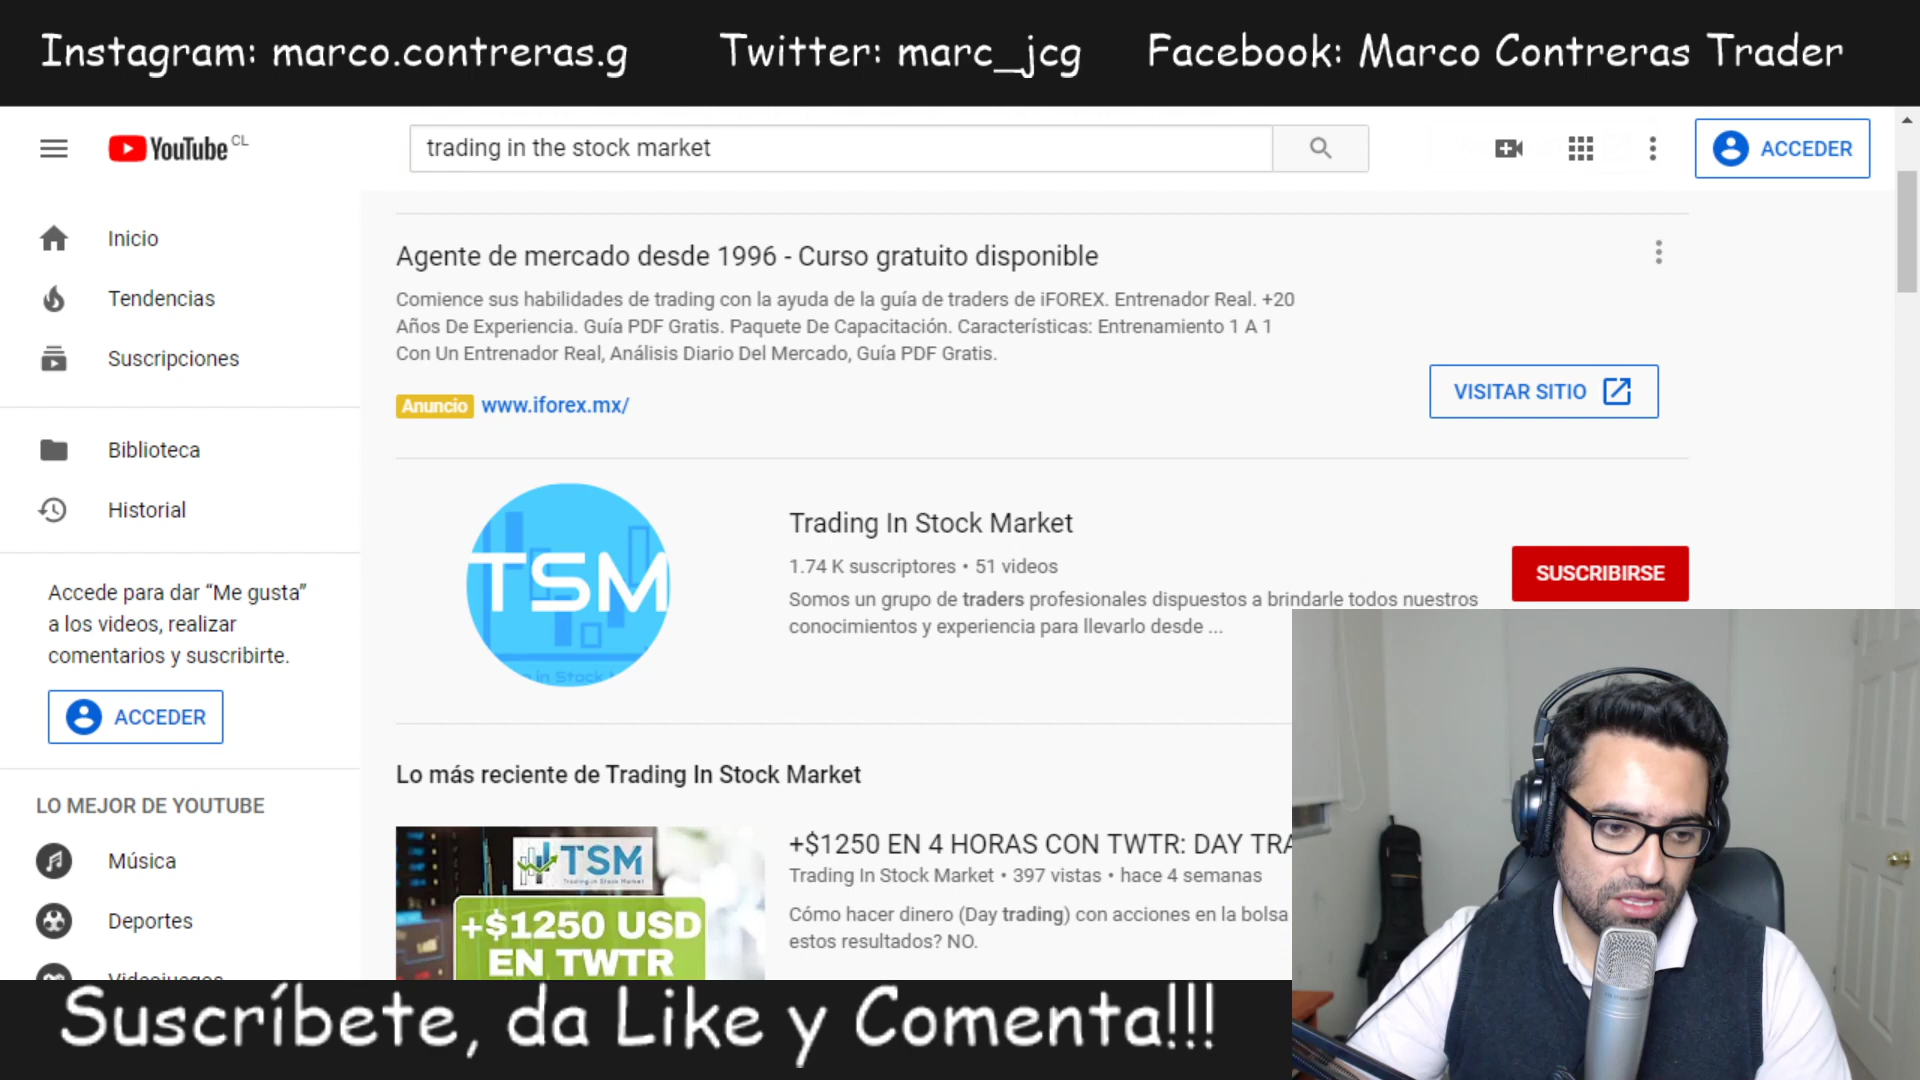 Instagram: marco.contreras.g Twitter: marc_jcg Facebook: Marco Contreras Trader
YouTube CL
trading in the stock market
ACCEDER
Inicio
Tendencias
Suscripciones
Biblioteca
Historial
Accede para dar “Me gusta”
a los videos, realizar
comentarios y suscribirte.
ACCEDER
LO MEJOR DE YOUTUBE
Música
Deportes
Videojuegos
Agente de mercado desde 1996 - Curso gratuito disponible
Comience sus habilidades de trading con la ayuda de la guía de traders de iFOREX. Entrenador Real. +20
Años De Experiencia. Guía PDF Gratis. Paquete De Capacitación. Características: Entrenamiento 1 A 1
Con Un Entrenador Real, Análisis Diario Del Mercado, Guía PDF Gratis.
Anuncio www.iforex.mx/
VISITAR SITIO
TSM
in Stock
Trading In Stock Market
1.74 K suscriptores • 51 videos
Somos un grupo de traders profesionales dispuestos a brindarle todos nuestros
conocimientos y experiencia para llevarlo desde ...
SUSCRIBIRSE
Lo más reciente de Trading In Stock Market
TSM
Trading in Stock Market
+$1250 USD
EN TWTR
+$1250 EN 4 HORAS CON TWTR: DAY TRA
Trading In Stock Market • 397 vistas • hace 4 semanas
Cómo hacer dinero (Day trading) con acciones en la bolsa
estos resultados? NO.
Suscríbete, da Like y Comenta!!!